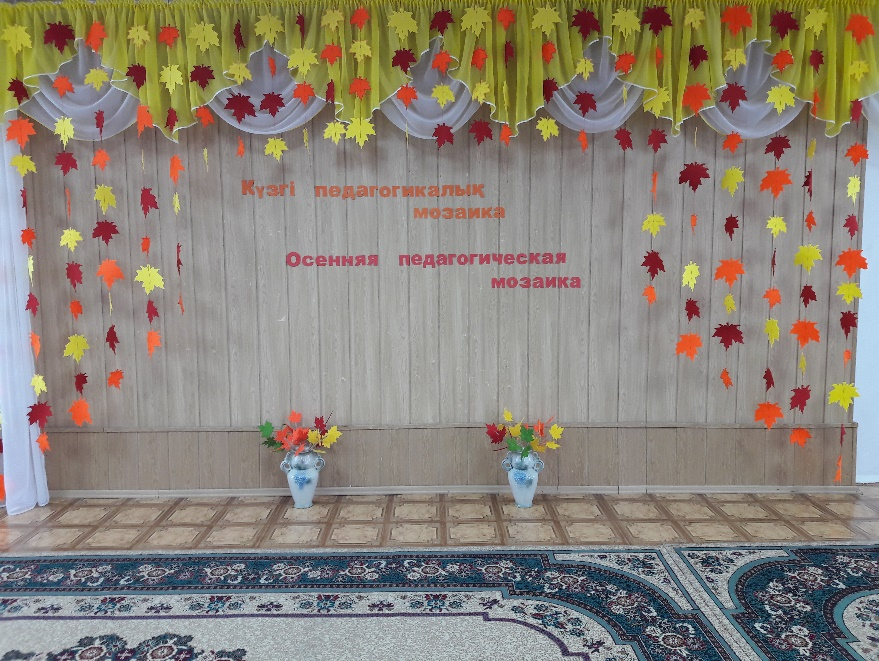 Күзгі педагогикалық
мозаика
Осенняя педагогическая
мозаика